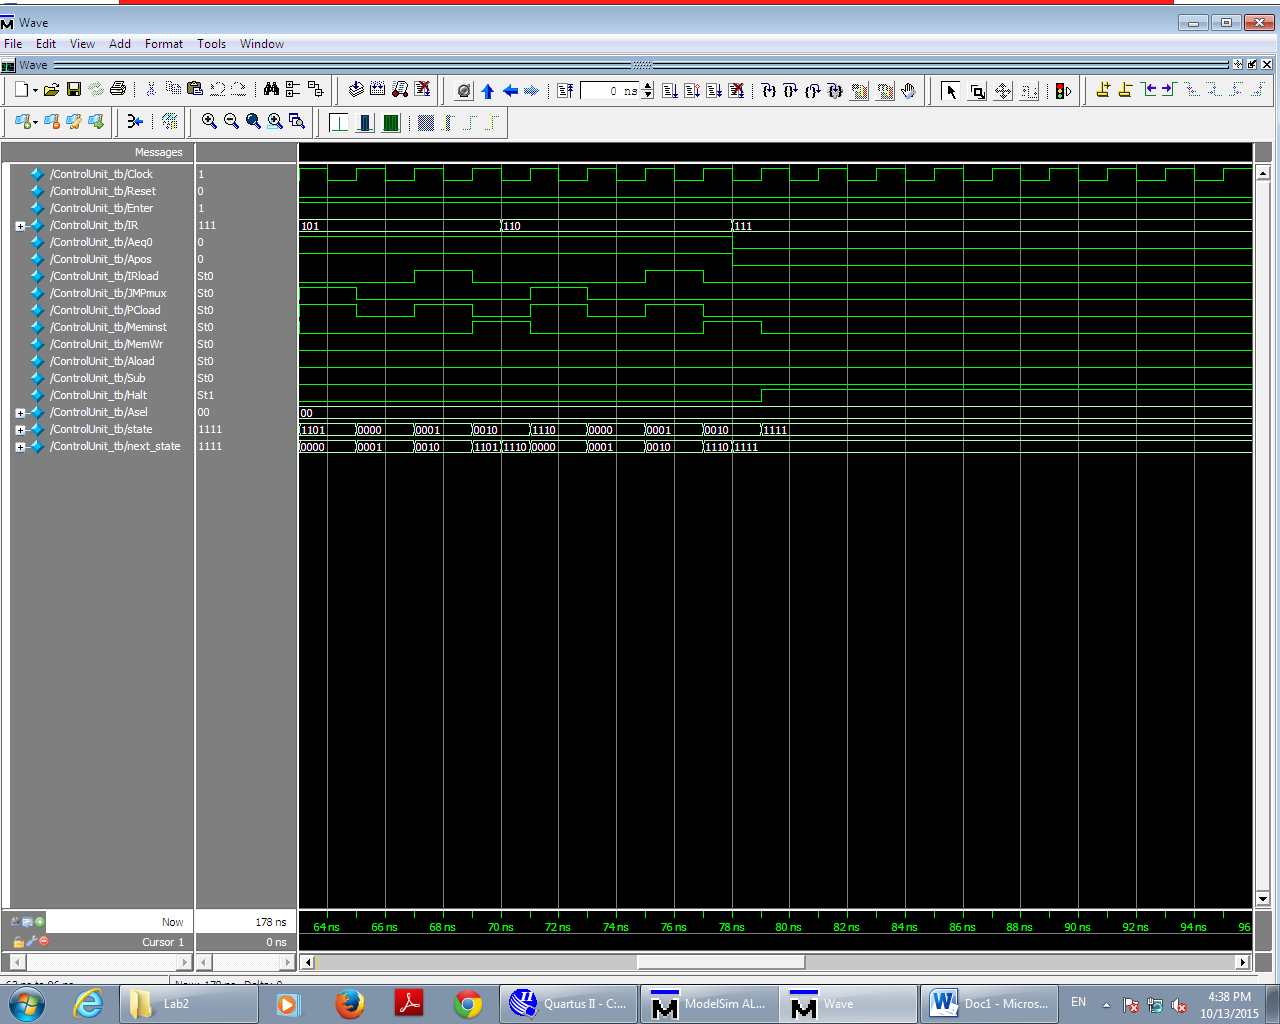 Wave
File Edit View Add Format Tools Window
Wave
0 ns
Messages
/ControlUnit_tb/Clock 1
/ControlUnit_tb/Reset 0
/ControlUnit_tb/Enter 1
/ControlUnit_tb/IR 111 101 110 111
/ControlUnit_tb/Aeq0 0
/ControlUnit_tb/Apos 0
/ControlUnit_tb/IRload St0
/ControlUnit_tb/JMPmux St0
/ControlUnit_tb/PCload St0
/ControlUnit_tb/Meminst St0
/ControlUnit_tb/MemWr St0
/ControlUnit_tb/Aload St0
/ControlUnit_tb/Sub St0
/ControlUnit_tb/Halt St1
/ControlUnit_tb/Asel 00 00
/ControlUnit_tb/state 1111 1101 0000 0001 0010 1110 0000 0001 0010 1111
/ControlUnit_tb/next_state 1111 0000 0001 0010 1101 1110 0000 0001 0010 1110 1111
Now 178 ns
64 ns 66 ns 68 ns 70 ns 72 ns 74 ns 76 ns 78 ns 80 ns 82 ns 84 ns 86 ns 88 ns 90 ns 92 ns 94 ns 96
Cursor 1 0 ns
Lab2
Quartus II - C:...
ModelSim AL...
Wave
Doc1 - Micros...
EN
4:38 PM
10/13/2015